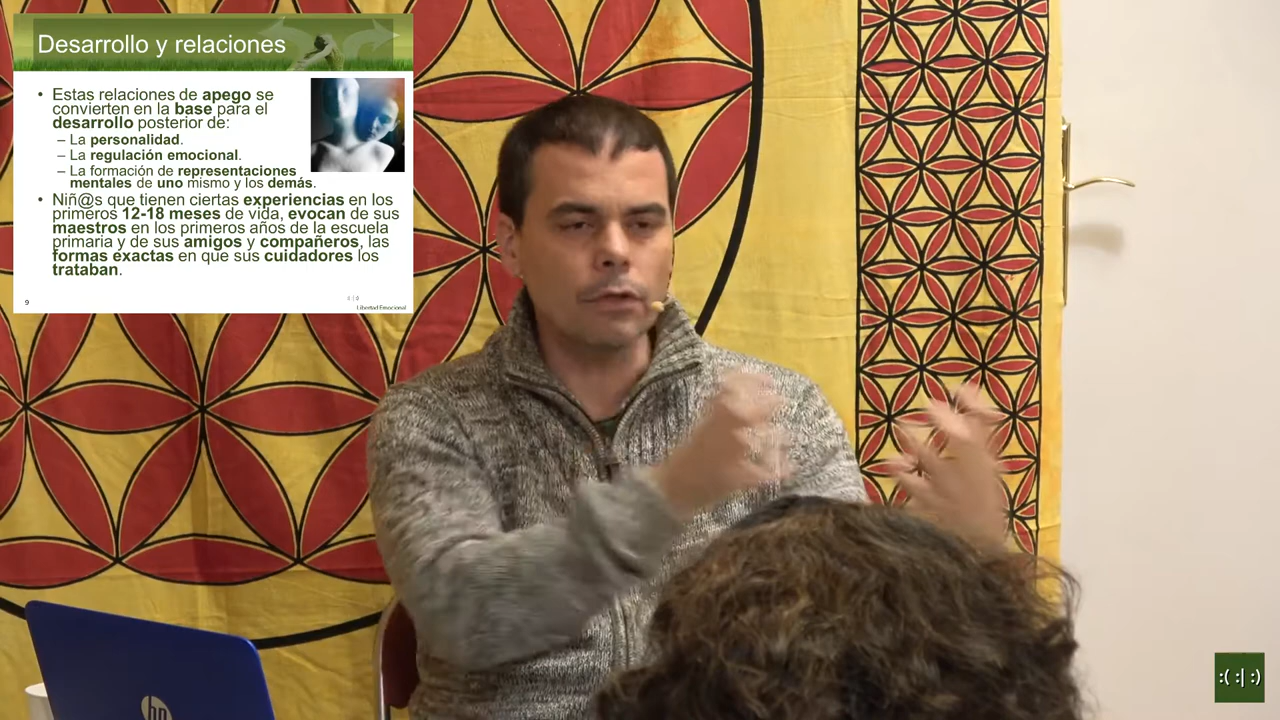 Desarrollo y relaciones
• Estas relaciones de apego se
convierten en la base para el
desarrollo posterior de:
– La personalidad.
– La regulación emocional.
– La formación de representaciones
mentales de uno mismo y los demás.
• Niñ@s que tienen ciertas experiencias en los
primeros 12-18 meses de vida, evocan de sus
maestros en los primeros años de la escuela
primaria y de sus amigos y compañeros, las
formas exactas en que sus cuidadores los
trataban.
9
:(:|:)
Libertad Emocional
hp
:( :| :)